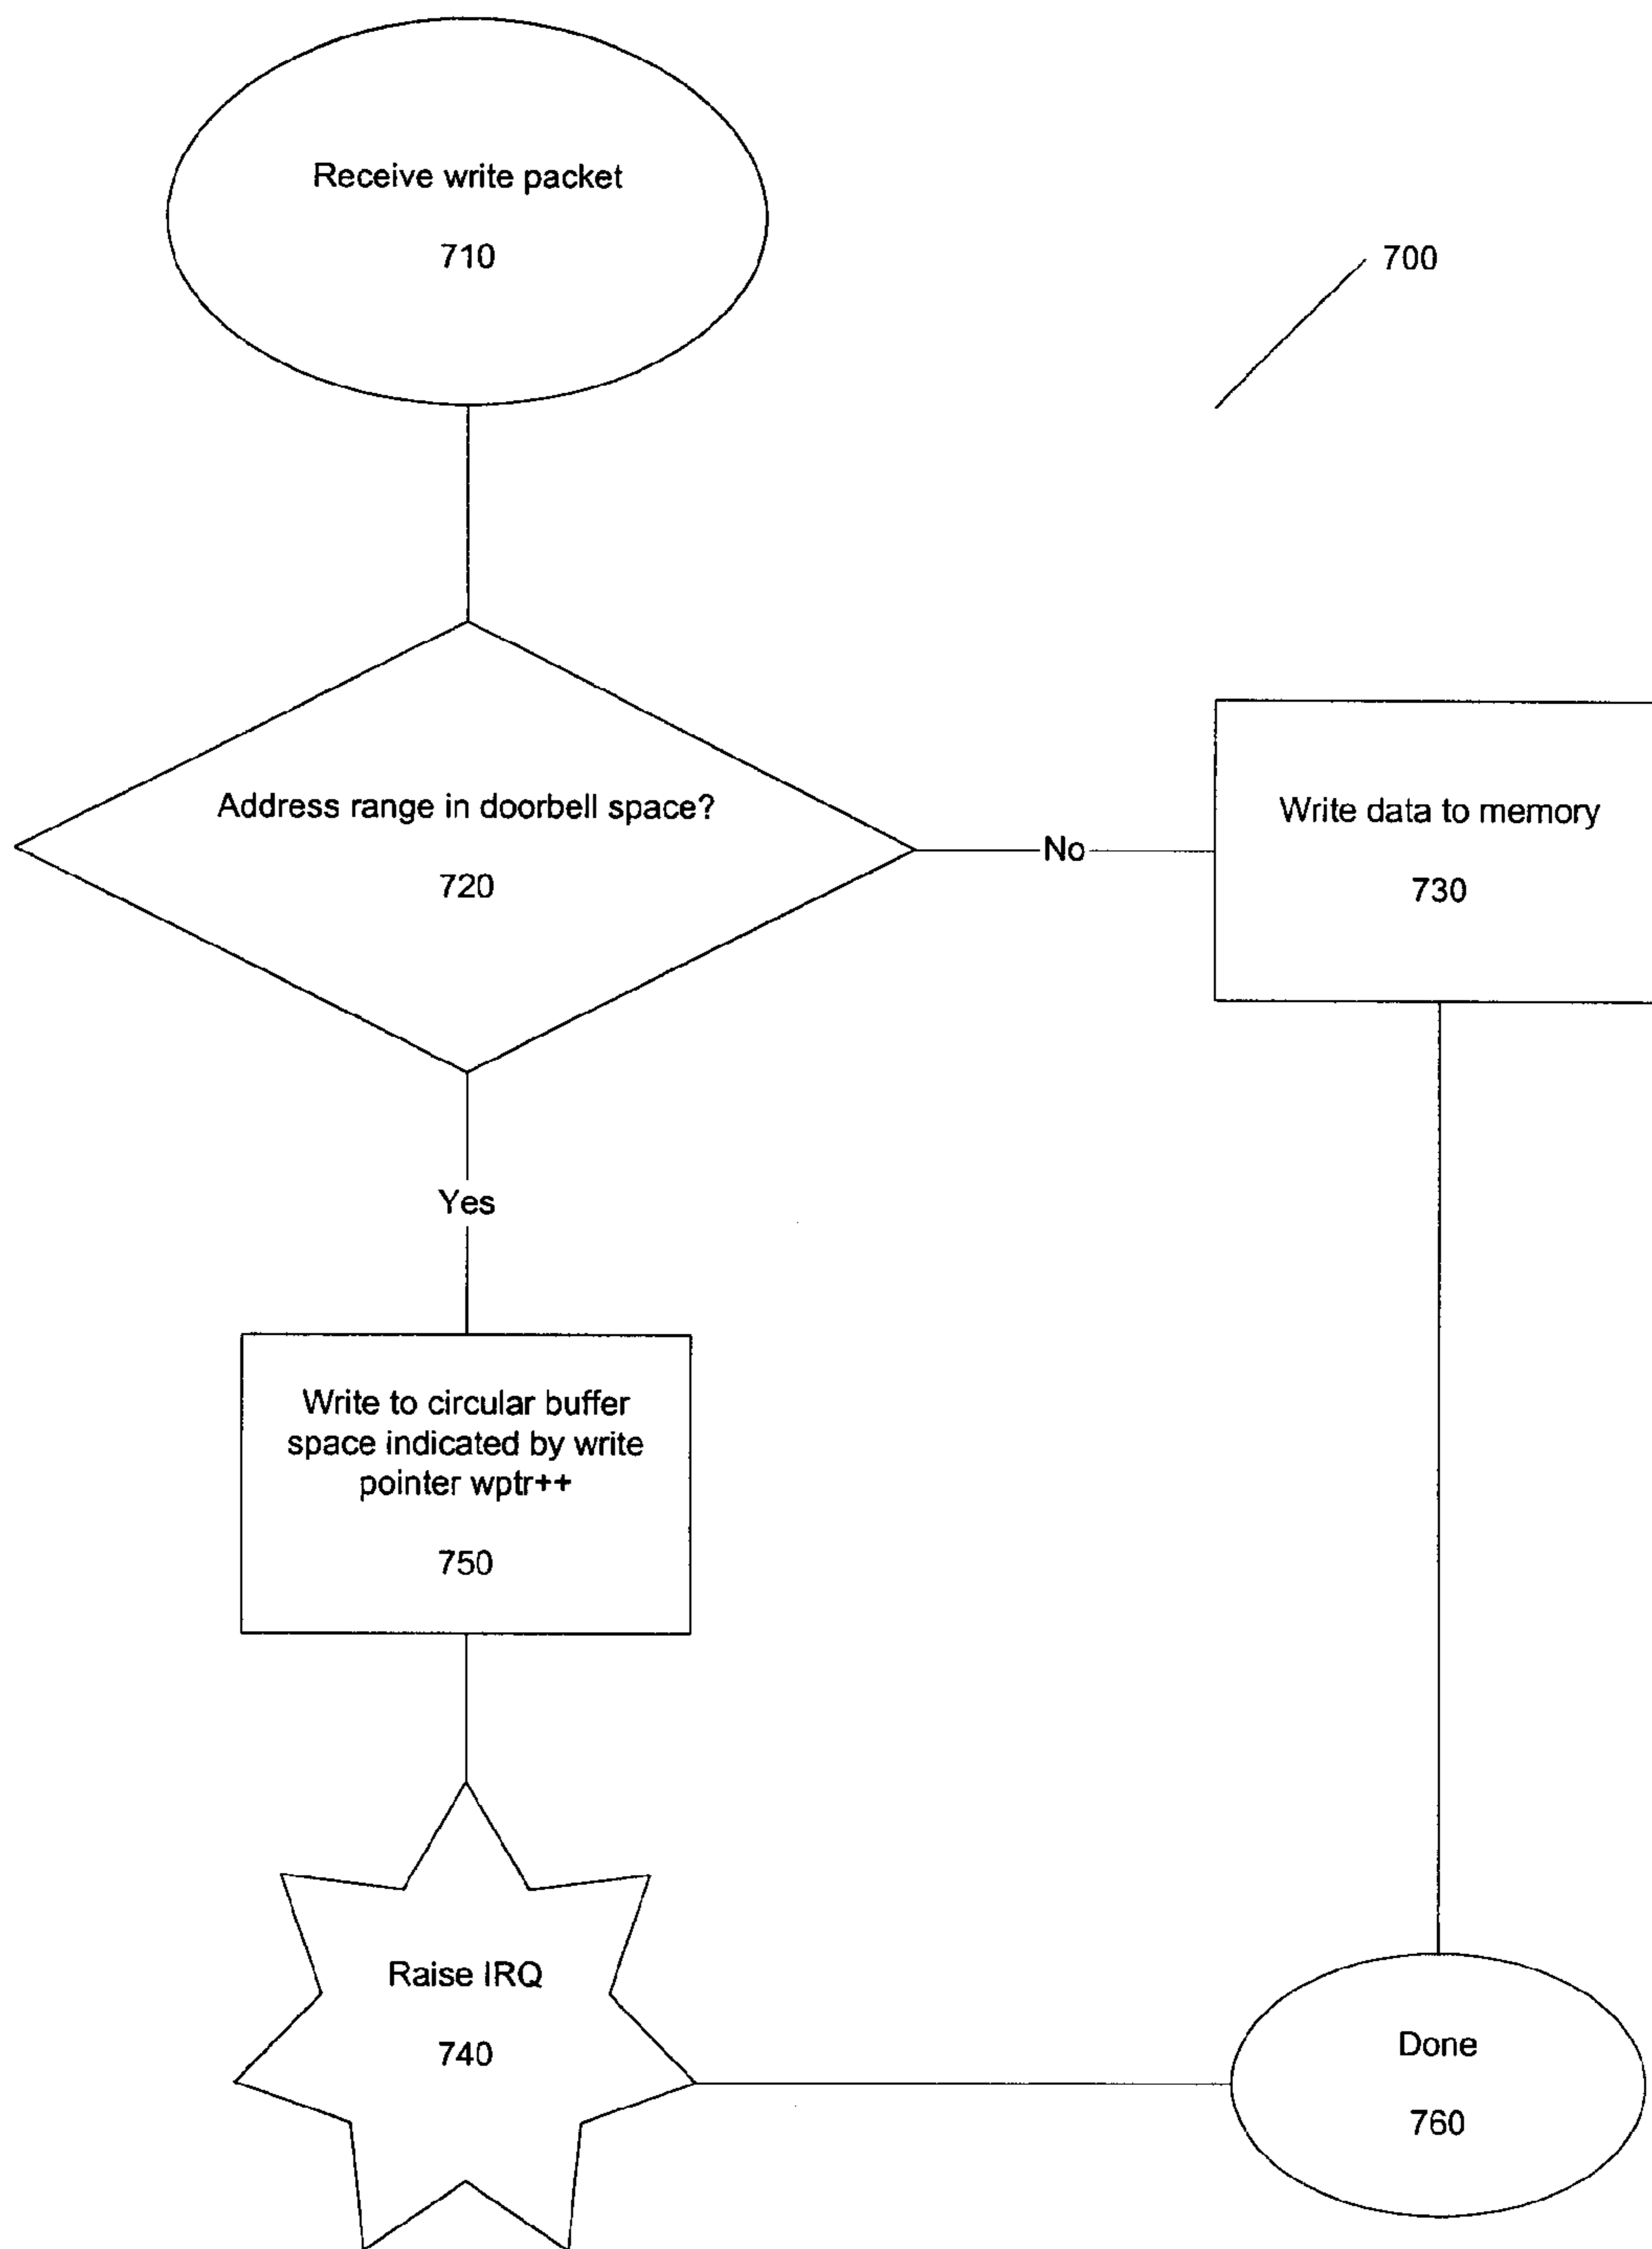 Receive write packet
710
700
Address range in doorbell space?
720
No
Write data to memory
730
Yes
Write to circular buffer
space indicated by write
pointer wptr++
750
Raise IRQ
740
Done
760